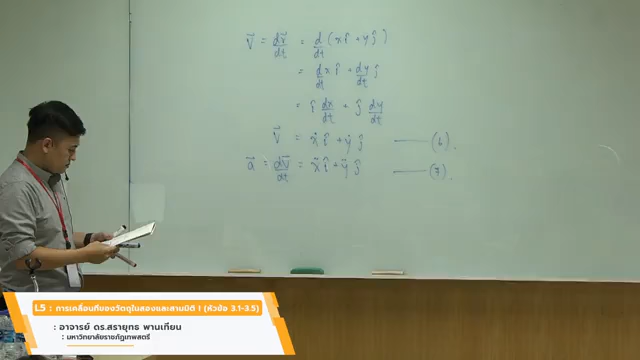 v⃗ = dr⃗/dt = d/dt (xî + yĵ)
= d/dt xî + dy/dt ĵ
= î dx/dt + ĵ dy/dt
v⃗ = ẋî + ẏĵ —— (6).
a⃗ = dv⃗/dt = ẍî + ÿĵ —— (7).
L5 : การเคลื่อนที่ของวัตถุในสองและสามมิติ I (หัวข้อ 3.1-3.5)
: อาจารย์ ดร.สรายุทธ พานเทียน
: มหาวิทยาลัยราชภัฏเทพสตรี